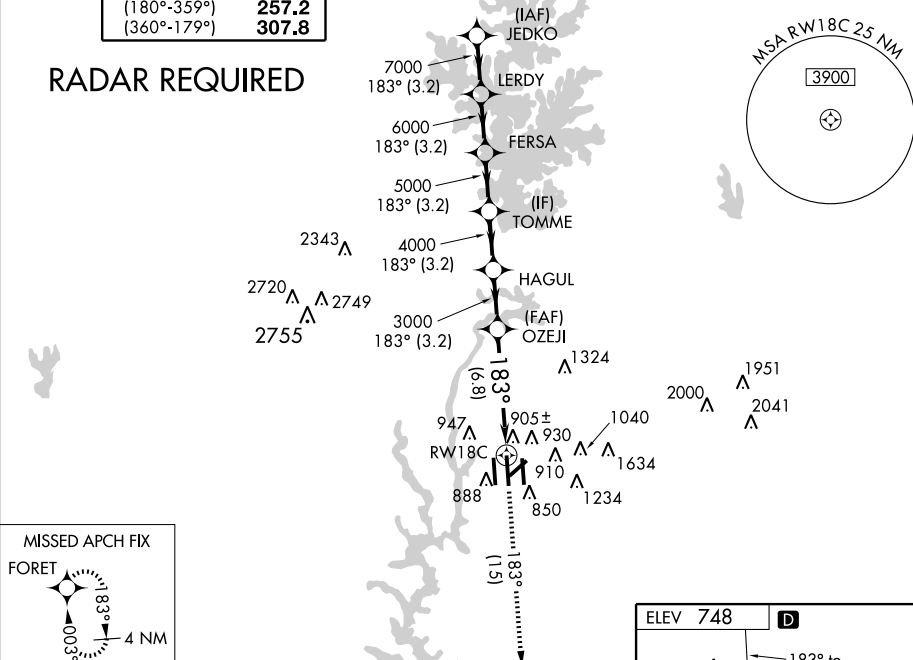 (180°-359°) 257.2
(360°-179°) 307.8
RADAR REQUIRED
(IAF)
JEDKO
7000
183° (3.2)
LERDY
6000
183° (3.2)
FERSA
5000
183° (3.2)
(IF)
TOMME
4000
183° (3.2)
HAGUL
3000
183° (3.2)
(FAF)
OZEJI
183°
(6.8)
MSA RW18C 25 NM
3900
2343
2720
2749
2755
1324
1951
2000
2041
947
905±
930
1040
RW18C
910
1634
888
850
1234
183°
(15)
MISSED APCH FIX
FORET
183°
003°
4 NM
ELEV 748
D